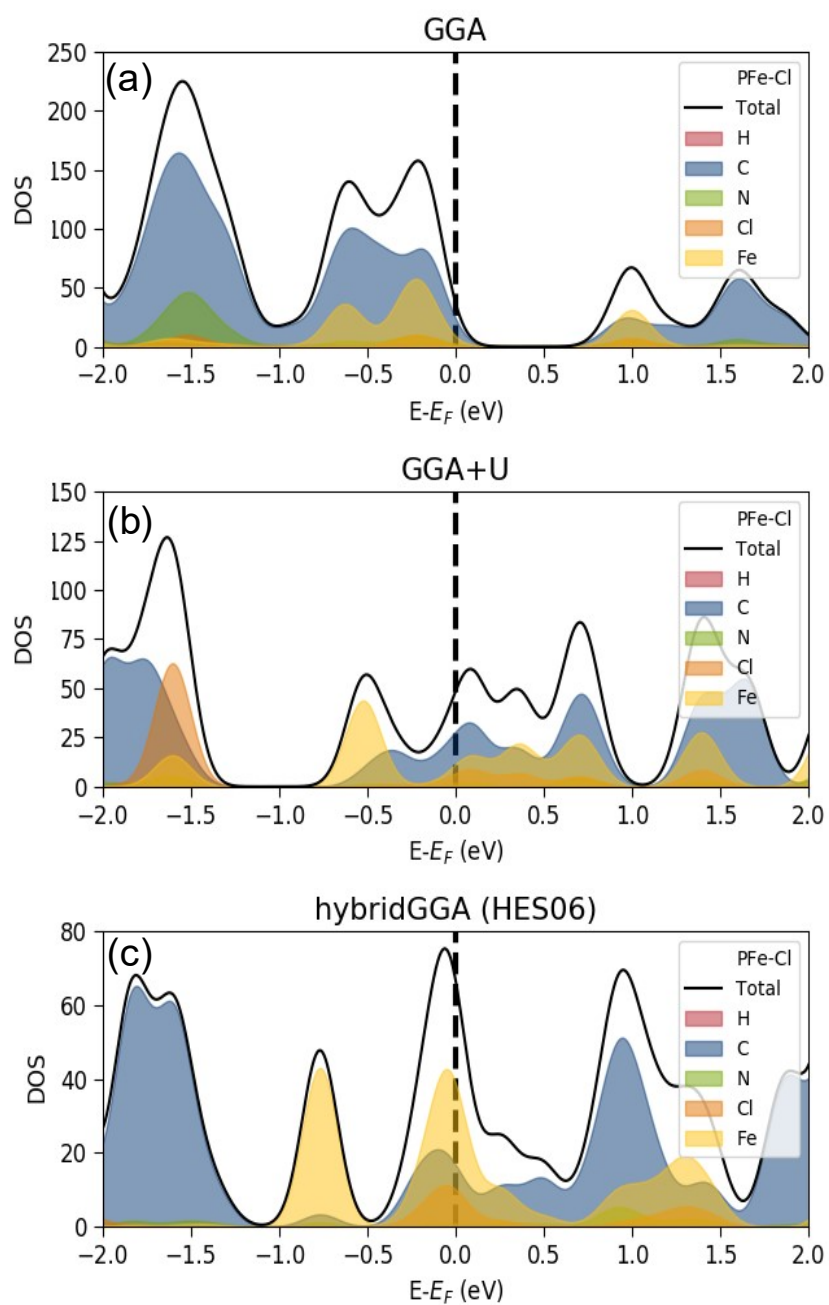 GGA
(a)
250
200
150
100
50
0
DOS
PFe-Cl
Total
H
C
N
Cl
Fe
−2.0 −1.5 −1.0 −0.5 0.0 0.5 1.0 1.5 2.0
E-E_F (eV)
GGA+U
(b)
150
125
100
75
50
25
0
DOS
PFe-Cl
Total
H
C
N
Cl
Fe
−2.0 −1.5 −1.0 −0.5 0.0 0.5 1.0 1.5 2.0
E-E_F (eV)
hybridGGA (HES06)
(c)
80
60
40
20
0
DOS
PFe-Cl
Total
H
C
N
Cl
Fe
−2.0 −1.5 −1.0 −0.5 0.0 0.5 1.0 1.5 2.0
E-E_F (eV)